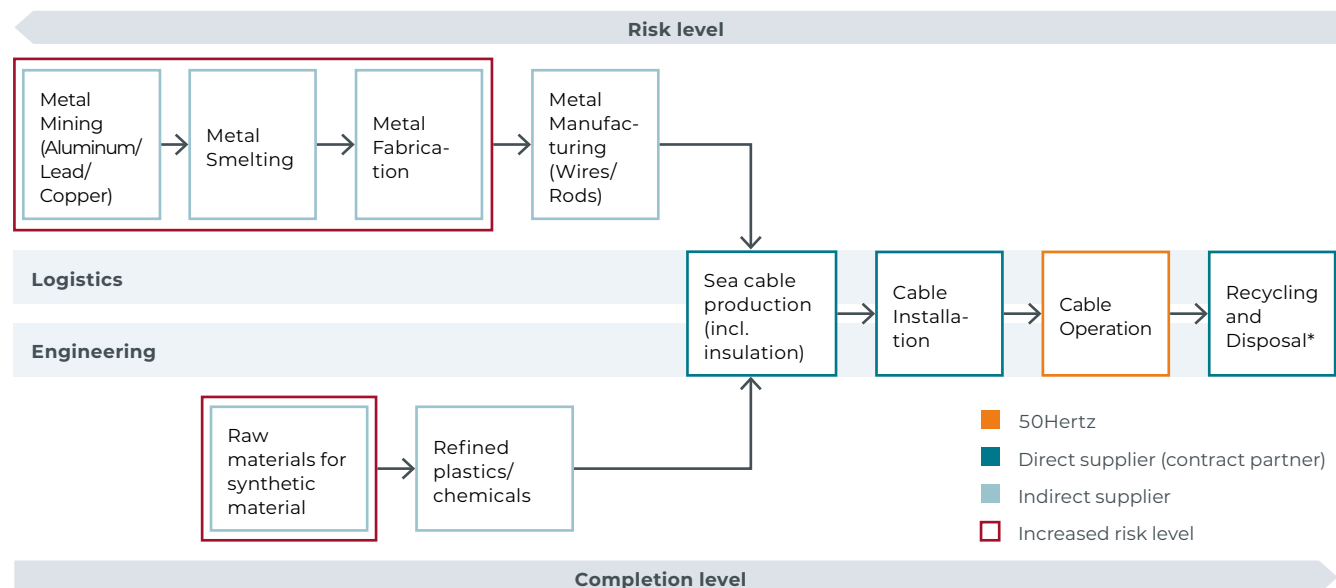 Risk level
Metal
Mining
(Aluminum/
Lead/
Copper)
Metal
Smelting
Metal
Fabrica-
tion
Metal
Manufac-
turing
(Wires/
Rods)
Logistics
Engineering
Sea cable
production
(incl.
insulation)
Cable
Installa-
tion
Cable
Operation
Recycling
and
Disposal*
Raw
materials for
synthetic
material
Refined
plastics/
chemicals
50Hertz
Direct supplier (contract partner)
Indirect supplier
Increased risk level
Completion level